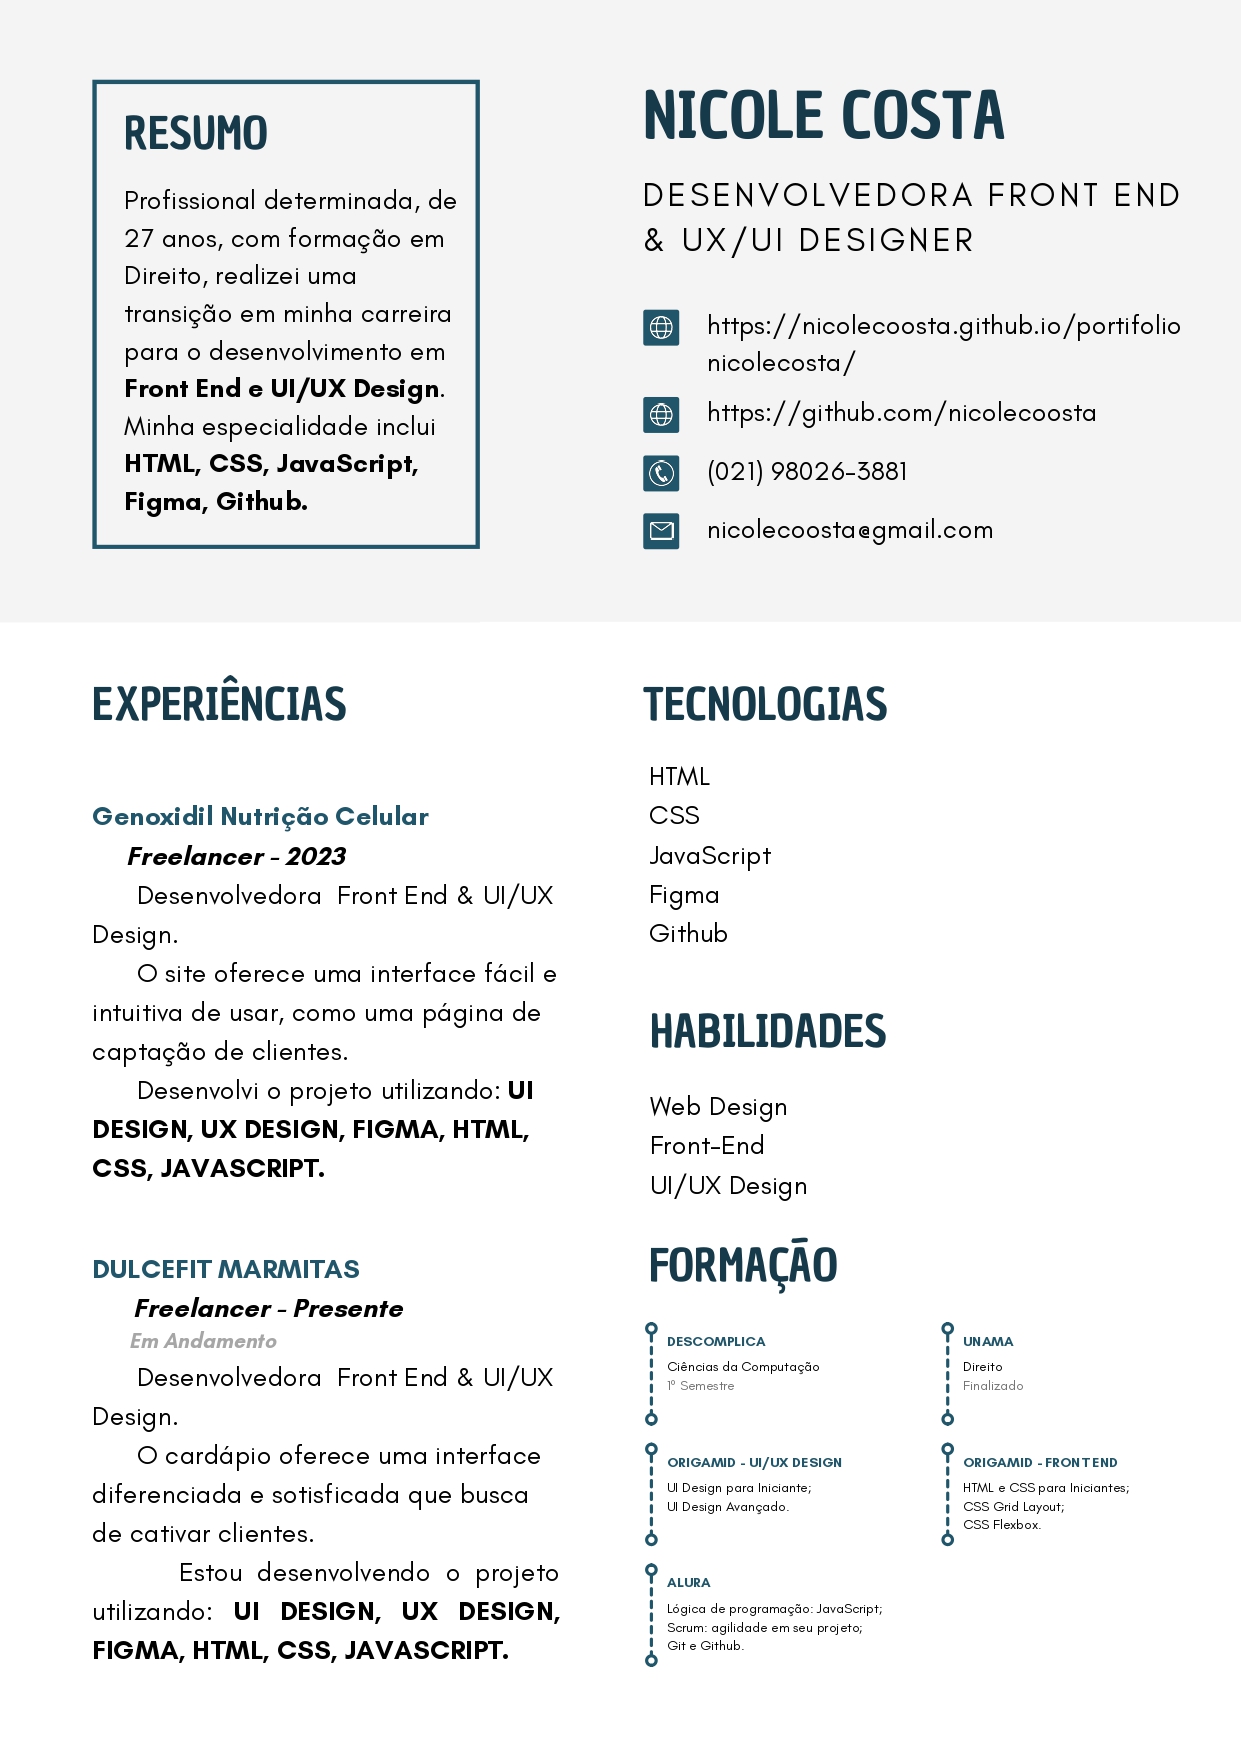 RESUMO
Profissional determinada, de
27 anos, com formação em
Direito, realizei uma
transição em minha carreira
para o desenvolvimento em
Front End e UI/UX Design.
Minha especialidade inclui
HTML, CSS, JavaScript,
Figma, Github.
NICOLE COSTA
DESENVOLVEDORA FRONT END
& UX/UI DESIGNER
https://nicolecoosta.github.io/portifolio
nicolecosta/
https://github.com/nicolecoosta
(021) 98026-3881
nicolecoosta@gmail.com
EXPERIÊNCIAS
Genoxidil Nutrição Celular
Freelancer - 2023
Desenvolvedora Front End & UI/UX
Design.
O site oferece uma interface fácil e
intuitiva de usar, como uma página de
captação de clientes.
Desenvolvi o projeto utilizando: UI
DESIGN, UX DESIGN, FIGMA, HTML,
CSS, JAVASCRIPT.
DULCEFIT MARMITAS
Freelancer - Presente
Em Andamento
Desenvolvedora Front End & UI/UX
Design.
O cardápio oferece uma interface
diferenciada e sotisficada que busca
de cativar clientes.
Estou desenvolvendo o projeto
utilizando: UI DESIGN, UX DESIGN,
FIGMA, HTML, CSS, JAVASCRIPT.
TECNOLOGIAS
HTML
CSS
JavaScript
Figma
Github
HABILIDADES
Web Design
Front-End
UI/UX Design
FORMAÇÃO
DESCOMPLICA
Ciências da Computação
1º Semestre
UNAMA
Direito
Finalizado
ORIGAMID - UI/UX DESIGN
UI Design para Iniciante;
UI Design Avançado.
ORIGAMID - FRONTEND
HTML e CSS para Iniciantes;
CSS Grid Layout;
CSS Flexbox.
ALURA
Lógica de programação: JavaScript;
Scrum: agilidade em seu projeto;
Git e Github.